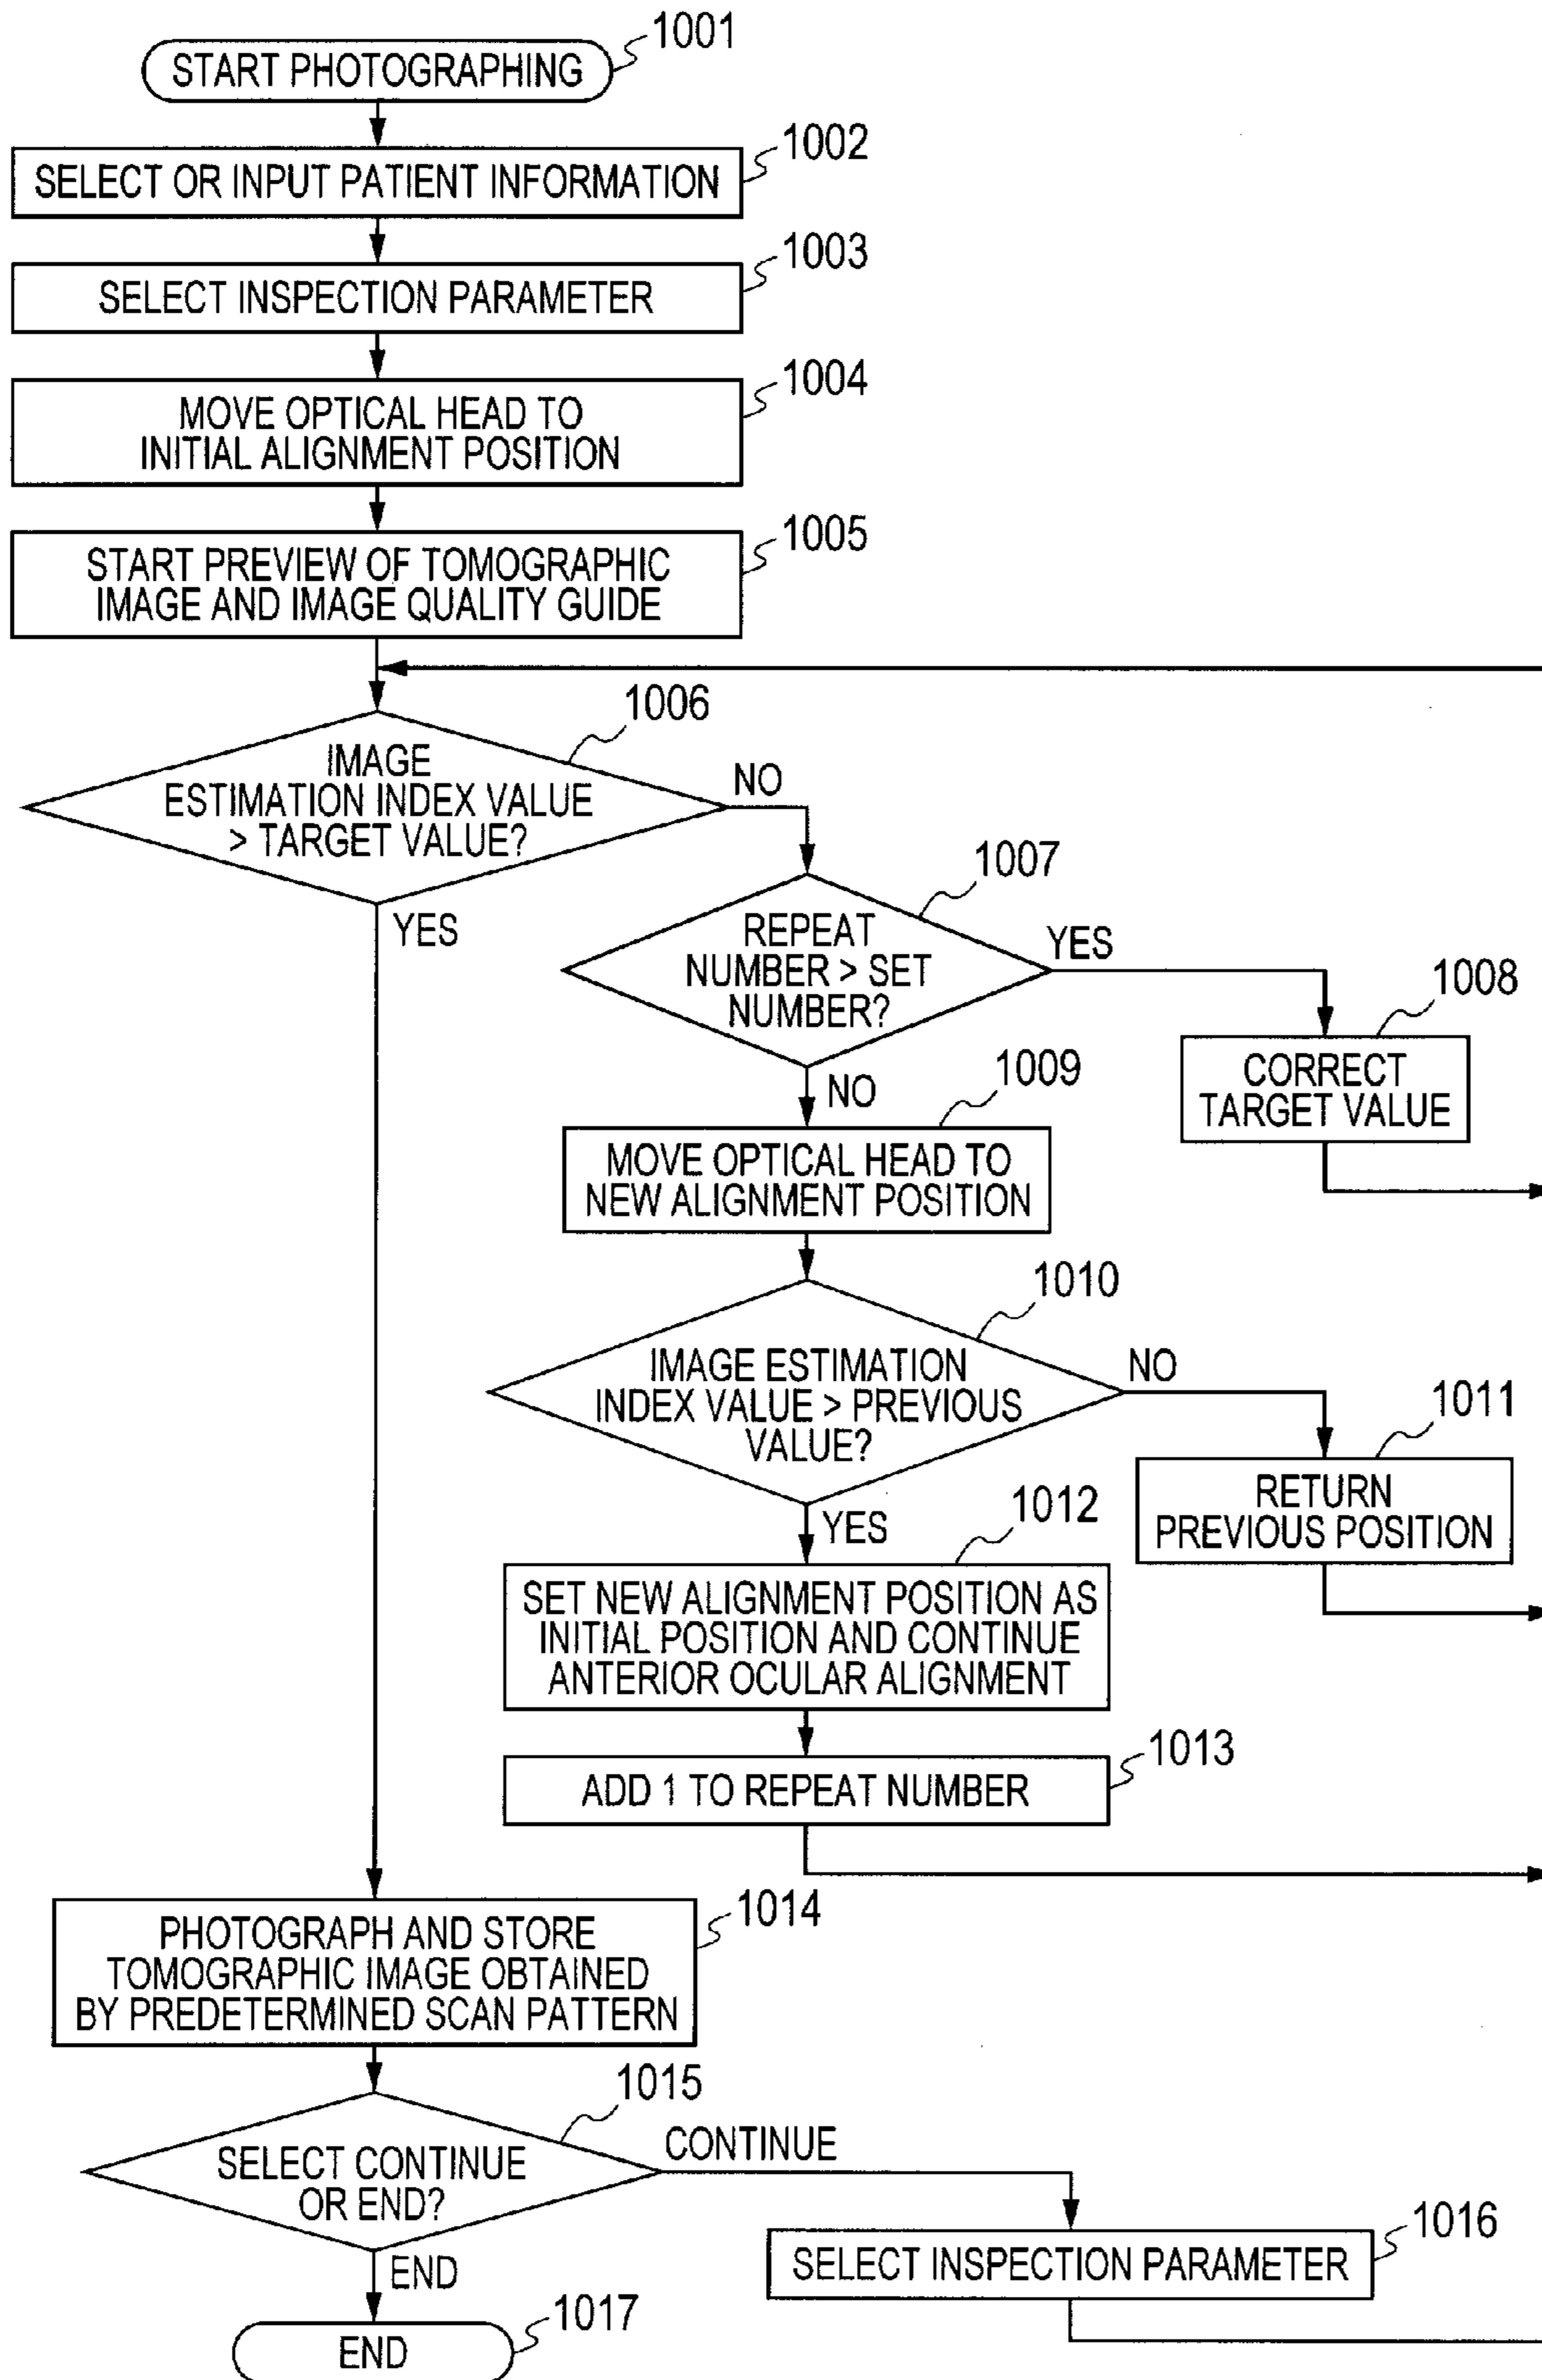 START PHOTOGRAPHING
1001
SELECT OR INPUT PATIENT INFORMATION
1002
SELECT INSPECTION PARAMETER
1003
MOVE OPTICAL HEAD TO
INITIAL ALIGNMENT POSITION
1004
START PREVIEW OF TOMOGRAPHIC
IMAGE AND IMAGE QUALITY GUIDE
1005
IMAGE
ESTIMATION INDEX VALUE
> TARGET VALUE?
1006
NO
YES
REPEAT
NUMBER > SET
NUMBER?
1007
YES
NO
CORRECT
TARGET VALUE
1008
MOVE OPTICAL HEAD TO
NEW ALIGNMENT POSITION
1009
IMAGE ESTIMATION
INDEX VALUE > PREVIOUS
VALUE?
1010
NO
YES
RETURN
PREVIOUS POSITION
1011
SET NEW ALIGNMENT POSITION AS
INITIAL POSITION AND CONTINUE
ANTERIOR OCULAR ALIGNMENT
1012
ADD 1 TO REPEAT NUMBER
1013
PHOTOGRAPH AND STORE
TOMOGRAPHIC IMAGE OBTAINED
BY PREDETERMINED SCAN PATTERN
1014
SELECT CONTINUE
OR END?
1015
CONTINUE
END
SELECT INSPECTION PARAMETER
1016
END
1017